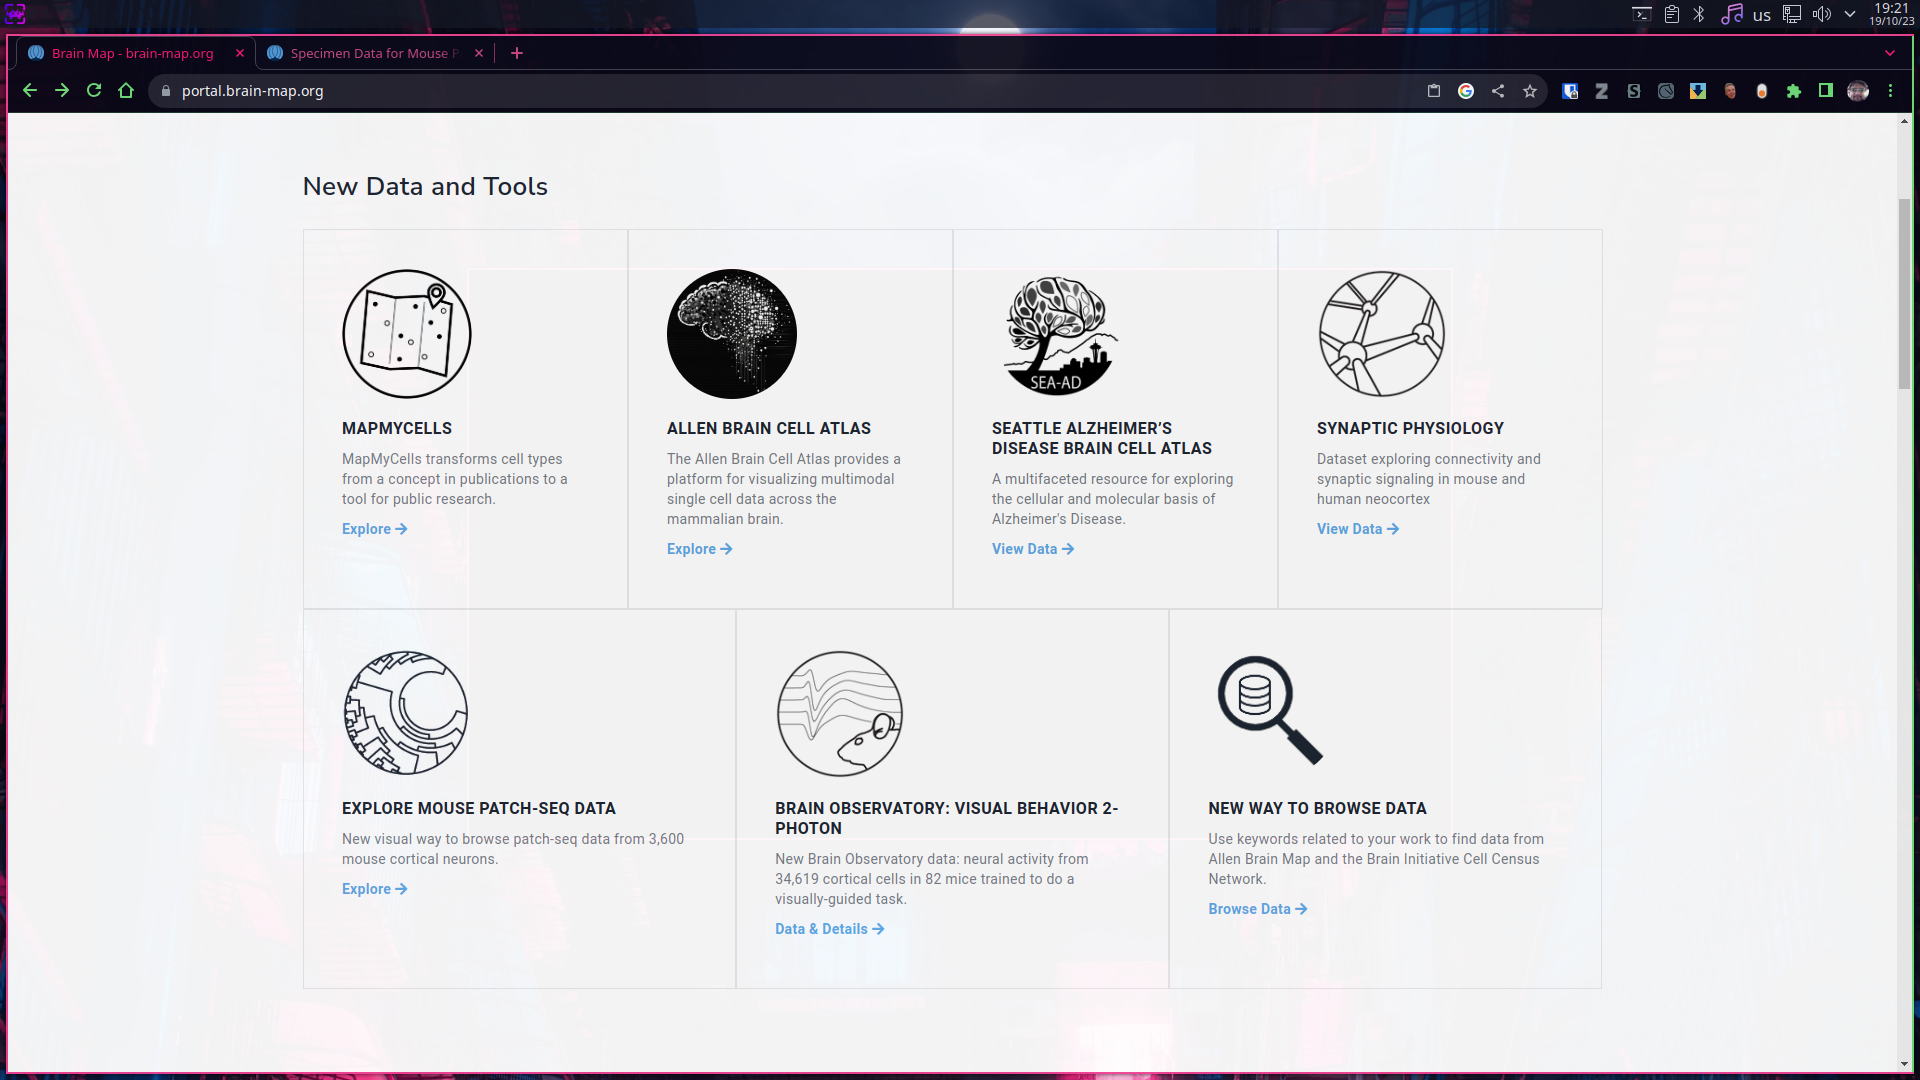 19:21
us
19/10/23
Brain Map - brain-map.org
Specimen Data for Mouse P
portal.brain-map.org
New Data and Tools
SEA-AD
MAPMYCELLS
MapMyCells transforms cell types
from a concept in publications to a
tool for public research.
Explore
ALLEN BRAIN CELL ATLAS
The Allen Brain Cell Atlas provides a
platform for visualizing multimodal
single cell data across the
mammalian brain.
Explore
SEATTLE ALZHEIMER’S
DISEASE BRAIN CELL ATLAS
A multifaceted resource for exploring
the cellular and molecular basis of
Alzheimer's Disease.
View Data
SYNAPTIC PHYSIOLOGY
Dataset exploring connectivity and
synaptic signaling in mouse and
human neocortex
View Data
EXPLORE MOUSE PATCH-SEQ DATA
New visual way to browse patch-seq data from 3,600
mouse cortical neurons.
Explore
BRAIN OBSERVATORY: VISUAL BEHAVIOR 2-
PHOTON
New Brain Observatory data: neural activity from
34,619 cortical cells in 82 mice trained to do a
visually-guided task.
Data & Details
NEW WAY TO BROWSE DATA
Use keywords related to your work to find data from
Allen Brain Map and the Brain Initiative Cell Census
Network.
Browse Data